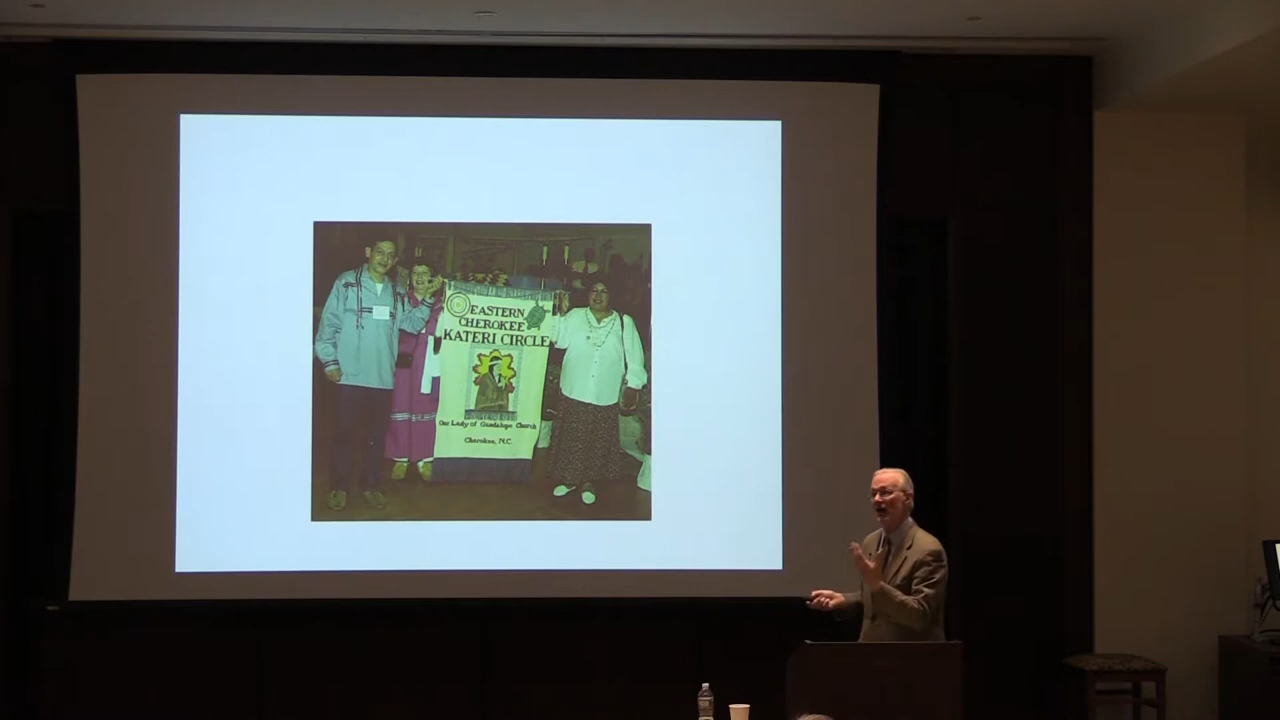 EASTERN
CHEROKEE
KATERI CIRCLE
Our Lady of Guadalupe Church
Cherokee, N.C.